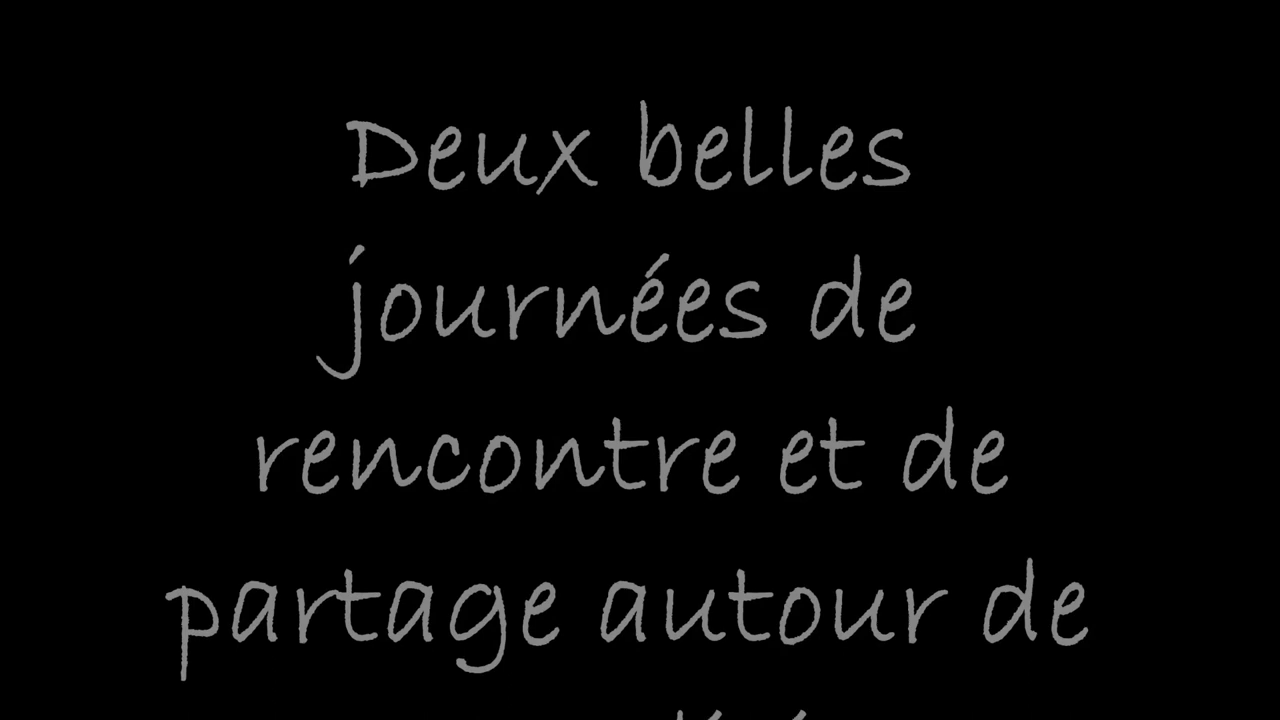 Deux belles
journées de
rencontre et de
partage autour de